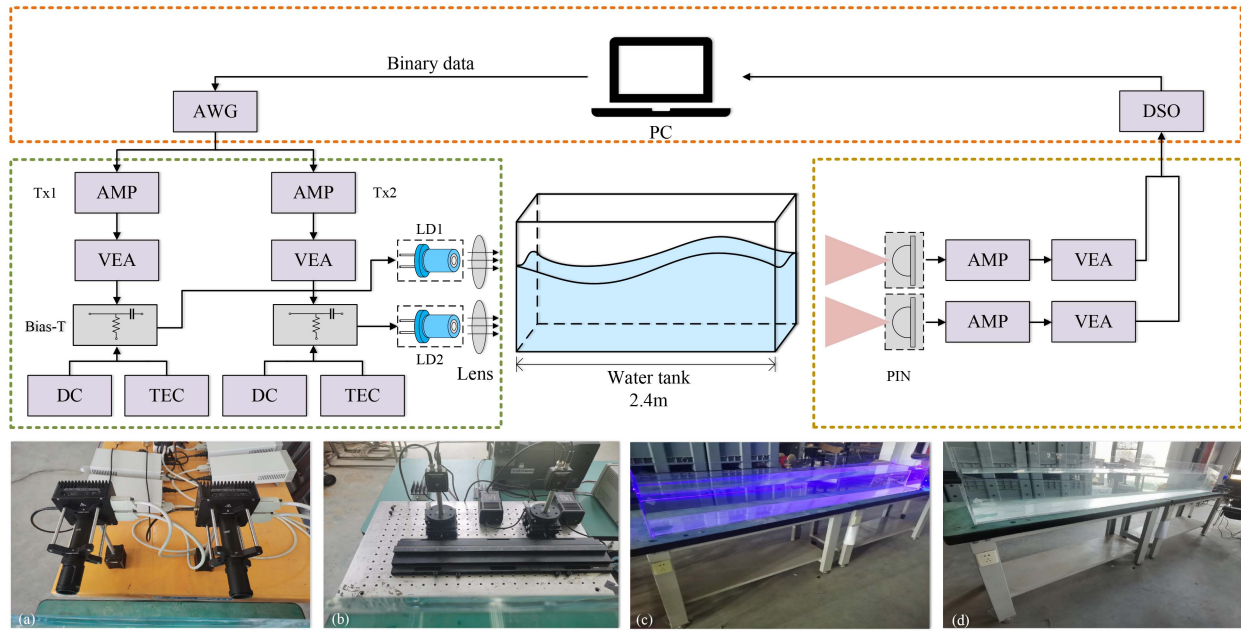 Binary data
AWG
PC
DSO
Tx1
AMP
AMP
Tx2
VEA
VEA
LD1
AMP
VEA
Bias-T
LD2
AMP
VEA
Lens
Water tank
2.4m
PIN
DC
TEC
DC
TEC
(a)
(b)
(c)
(d)